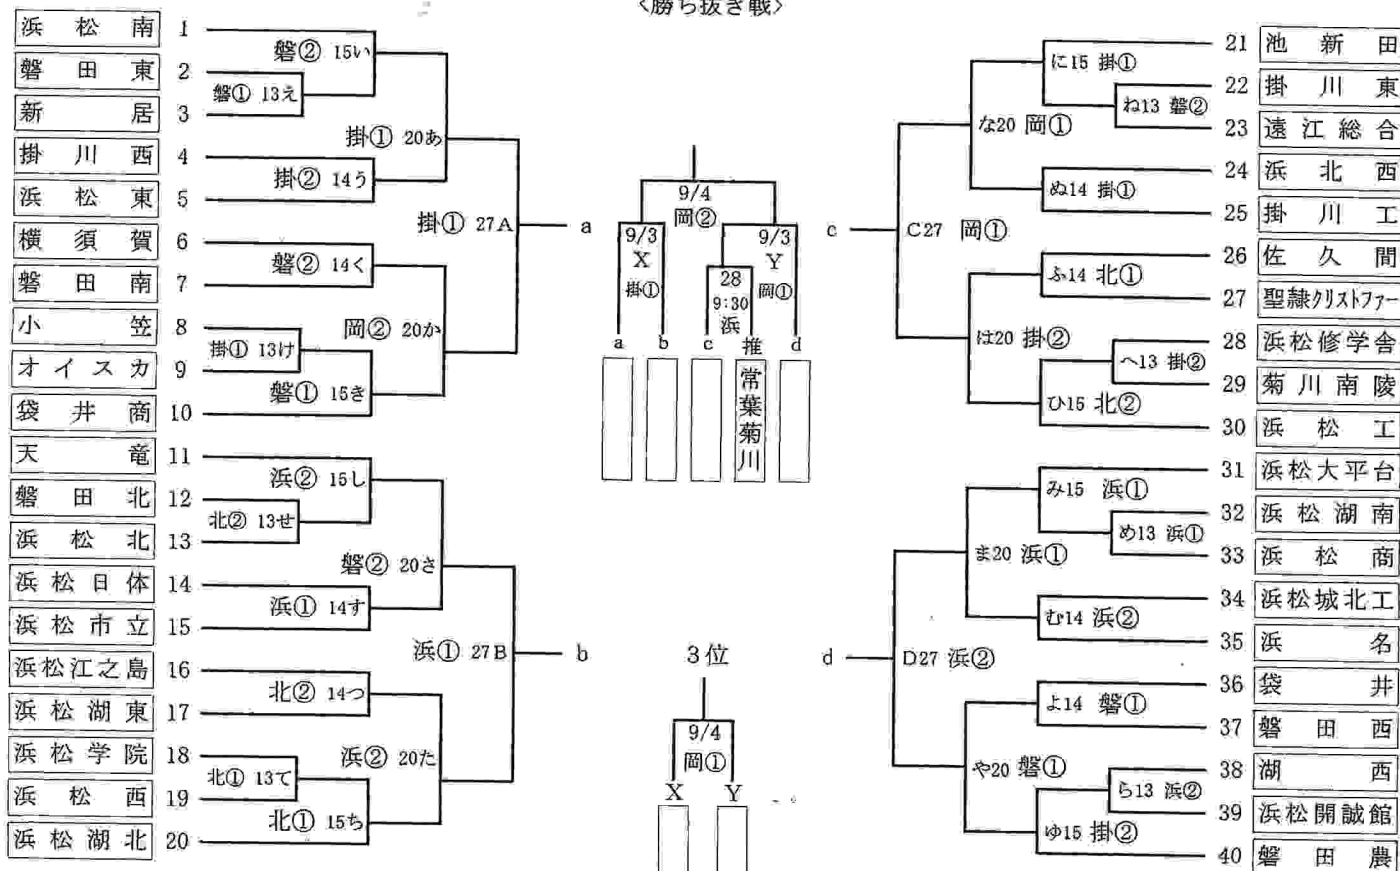 〈勝ち抜き戦〉
浜松南 1
磐② 15い
磐田東 2
磐① 13え
新居 3
掛① 20あ
掛川西 4
掛② 14う
浜松東 5
掛① 27A
a
横須賀 6
磐② 14く
磐田南 7
岡② 20か
小笠 8
掛① 13け
オイスカ 9
磐① 15き
袋井商 10
天竜 11
浜② 15し
磐田北 12
北② 13せ
浜松北 13
磐② 20さ
浜松日体 14
浜① 14す
浜松市立 15
浜① 27B
b
浜松江之島 16
北② 14つ
浜松湖東 17
浜② 20た
浜松学院 18
北① 13て
浜松西 19
北① 15ち
浜松湖北 20
9/4
岡②
9/3
X
掛①
9/3
Y
岡①
28
9:30
浜
a b c 推 d
常葉菊川
3位
9/4
岡①
X Y
21 池新田
に15 掛①
22 掛川東
ね13 磐②
23 遠江総合
な20 岡①
24 浜北西
ぬ14 掛①
25 掛川工
c
C27 岡①
26 佐久間
ふ14 北①
27 聖隷クリストファー
は20 掛②
28 浜松修学舎
へ13 掛②
29 菊川南陵
ひ15 北②
30 浜松工
31 浜松大平台
み15 浜①
32 浜松湖南
め13 浜①
33 浜松商
ま20 浜①
34 浜松城北工
む14 浜②
35 浜名
d
D27 浜②
36 袋井
よ14 磐①
37 磐田西
や20 磐①
38 湖西
ら13 浜②
39 浜松開誠館
ゆ15 掛②
40 磐田農